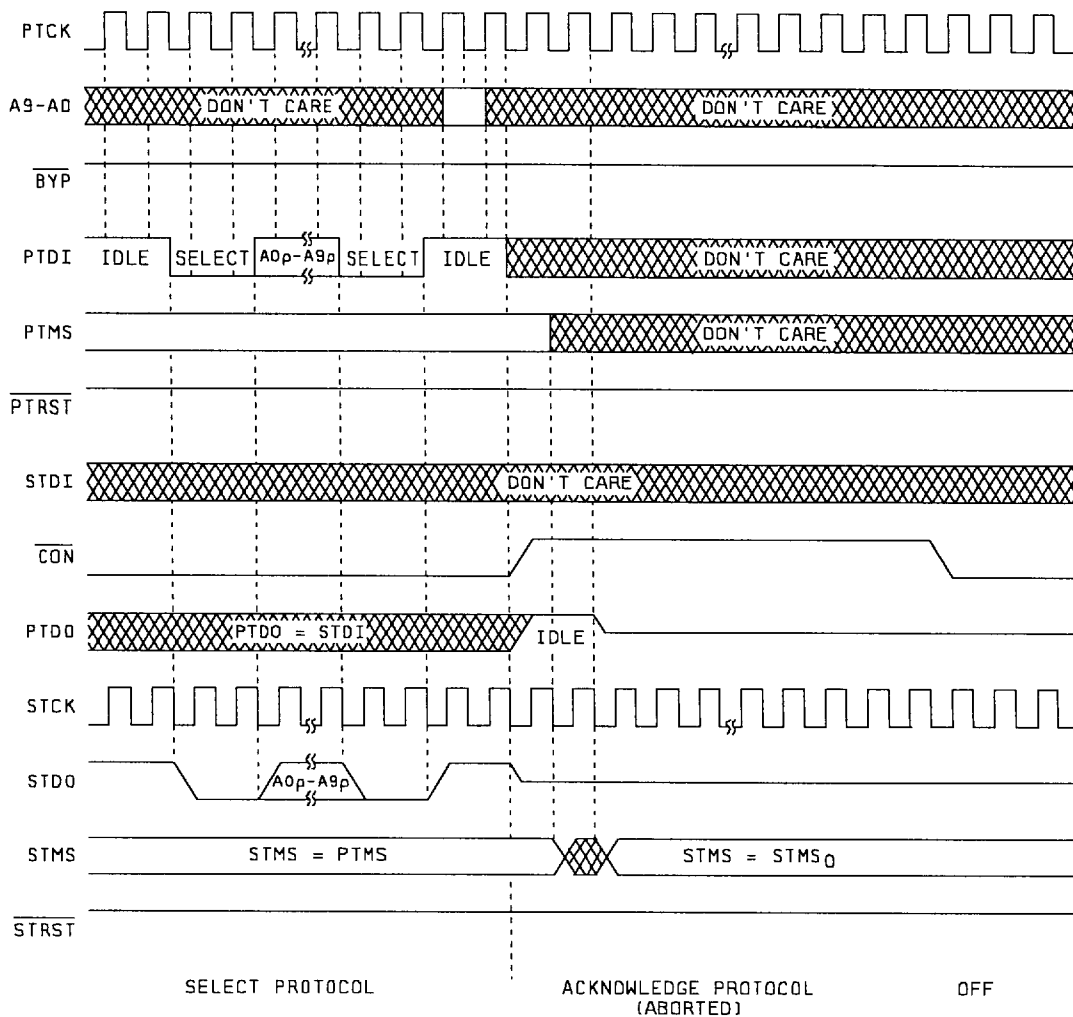 PTCK
A9-A0
DON'T CARE DON'T CARE
BYP
PTDI
IDLE SELECT A0p-A9p SELECT IDLE DON'T CARE
PTMS
DON'T CARE
PTRST
STDI
DON'T CARE
CON
PTDO
PTDO = STDI IDLE
STCK
STDO
A0p-A9p
STMS
STMS = PTMS STMS = STMS0
STRST
SELECT PROTOCOL ACKNOWLEDGE PROTOCOL OFF
(ABORTED)